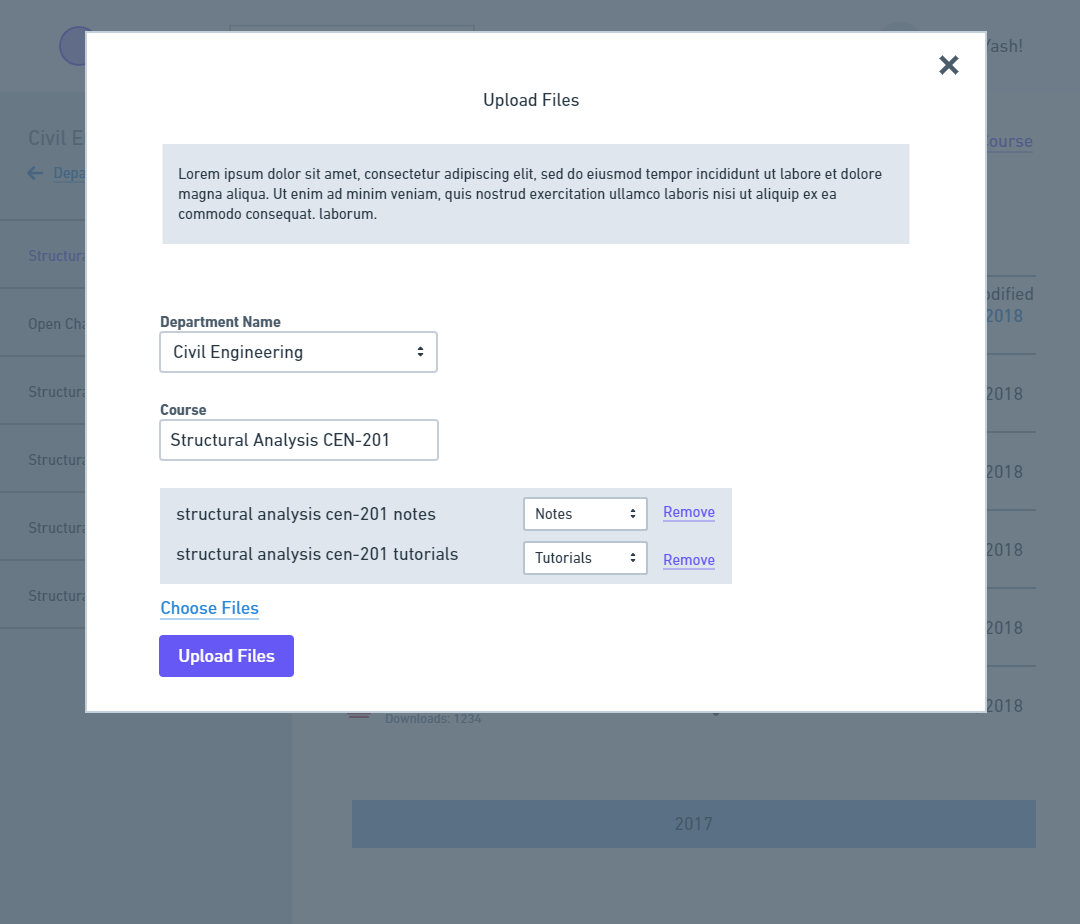 Yash!
Upload Files
Civil E
Course
Depa
Lorem ipsum dolor sit amet, consectetur adipiscing elit, sed do eiusmod tempor incididunt ut labore et dolore
magna aliqua. Ut enim ad minim veniam, quis nostrud exercitation ullamco laboris nisi ut aliquip ex ea
commodo consequat. laborum.
Structura
odified
2018
Department Name
Open Cha
Civil Engineering
Structura
2018
Course
Structural Analysis CEN-201
Structura
2018
structural analysis cen-201 notes Notes Remove
Structura
2018
structural analysis cen-201 tutorials Tutorials Remove
Structura
Choose Files
2018
Upload Files
2018
Downloads: 1234
2017